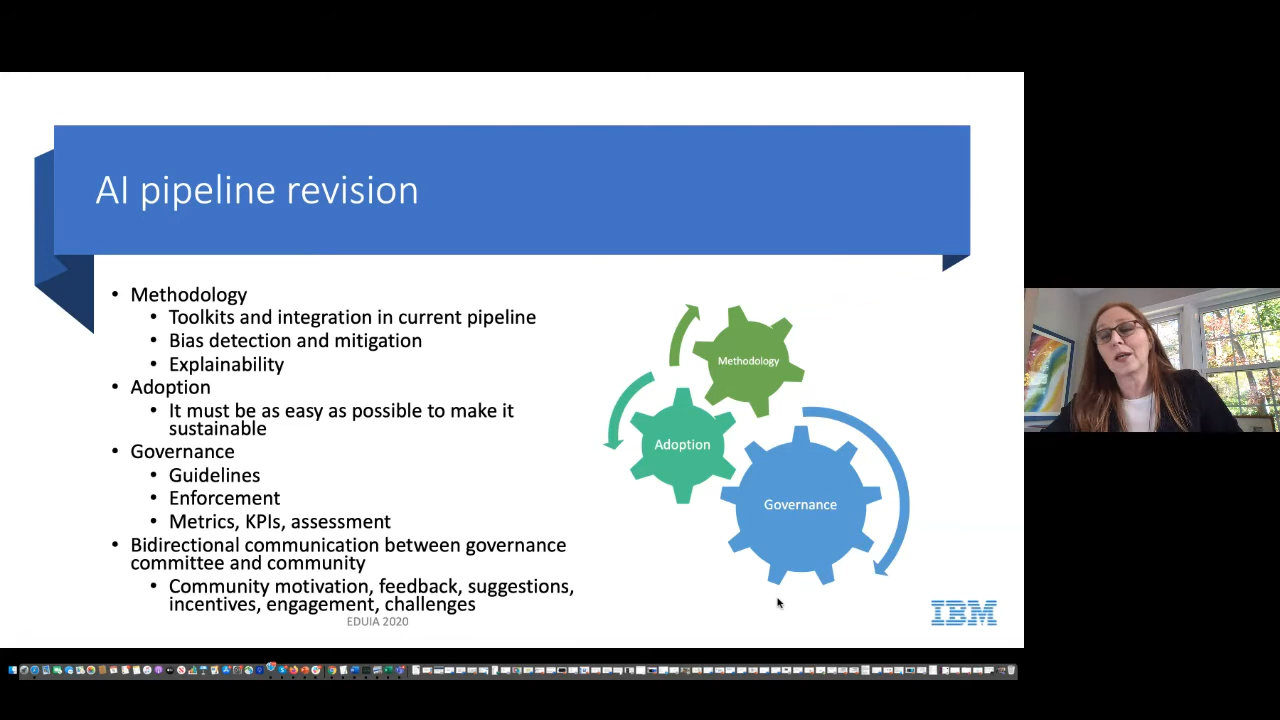 AI pipeline revision
• Methodology
• Toolkits and integration in current pipeline
• Bias detection and mitigation
• Explainability
• Adoption
• It must be as easy as possible to make it
sustainable
• Governance
• Guidelines
• Enforcement
• Metrics, KPIs, assessment
• Bidirectional communication between governance
committee and community
• Community motivation, feedback, suggestions,
incentives, engagement, challenges
EDUIA 2020
Methodology
Adoption
Governance
IBM